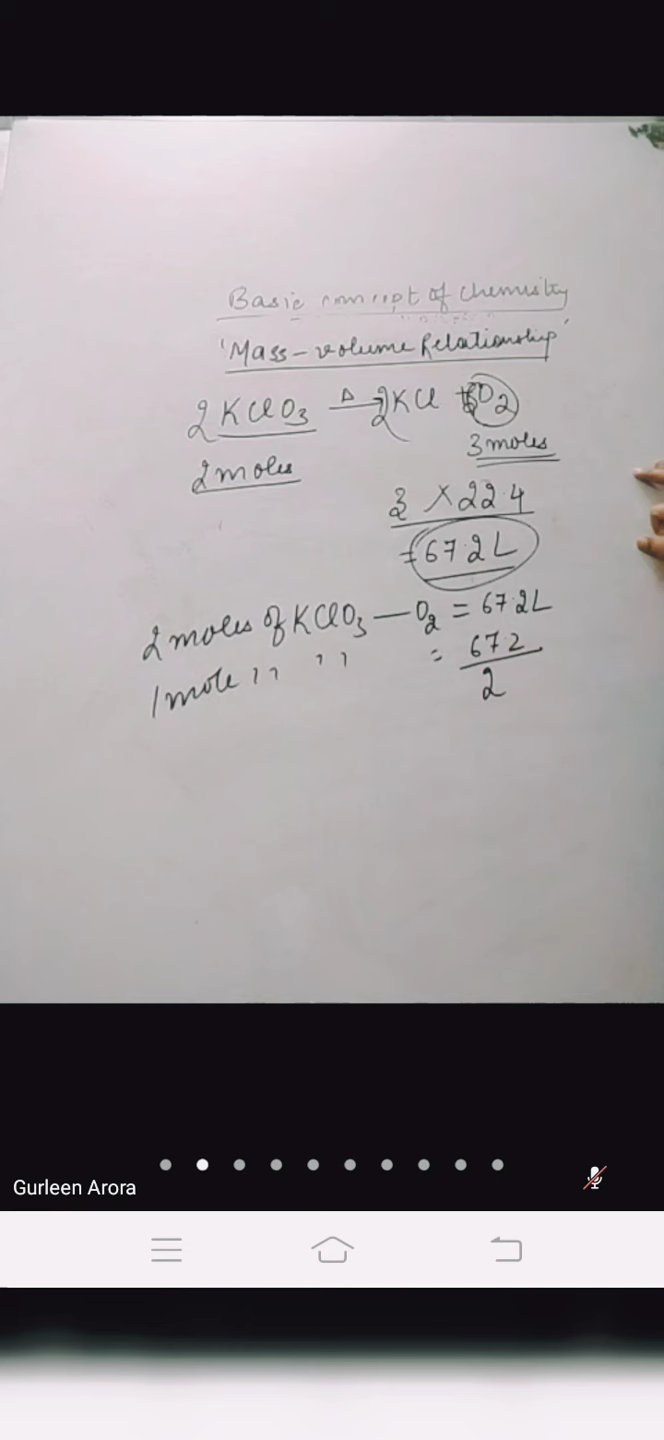 Basic concept of Chemistry
'Mass-volume Relationship'
2KClO3 Δ→ 2KCl + 3O2
2 moles 3 moles
3 × 22.4
= 67.2L
2 moles of KClO3 — O2 = 67.2L
1 mole ,, ,, = 67.2
2
Gurleen Arora